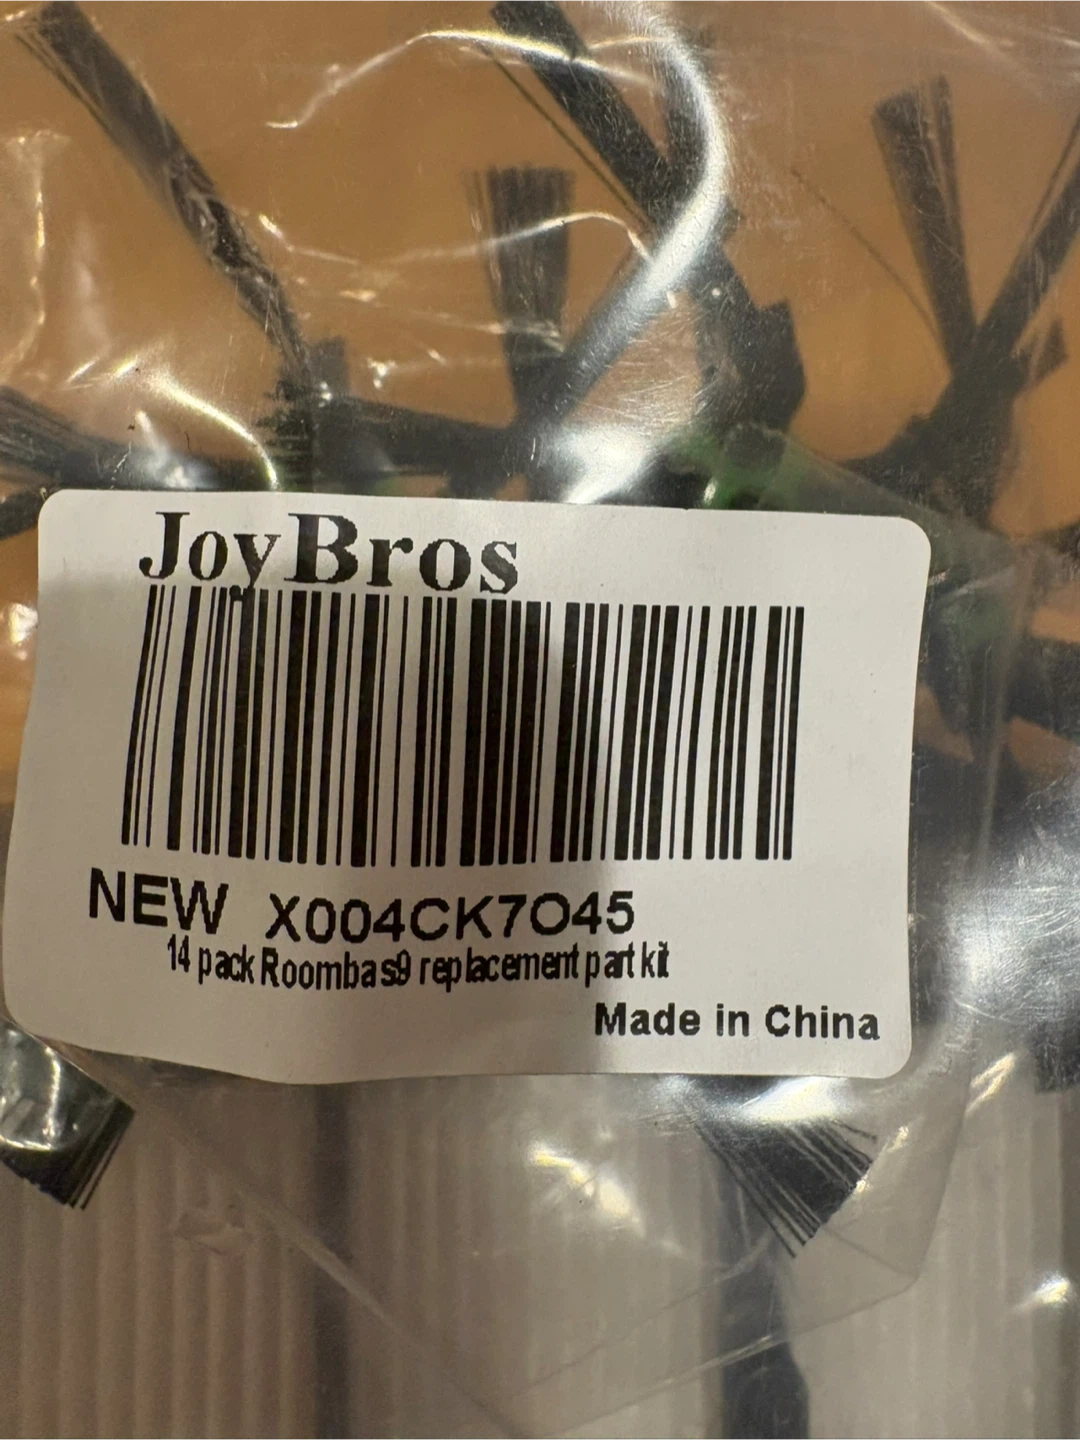 JoyBros
NEW X004CK7O45
14 pack Roomba s9 replacement part kit
Made in China